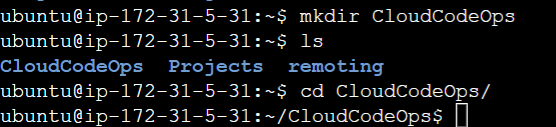 ubuntu@ip-172-31-5-31:~$ mkdir CloudCodeOps
ubuntu@ip-172-31-5-31:~$ ls
CloudCodeOps  Projects  remoting
ubuntu@ip-172-31-5-31:~$ cd CloudCodeOps/
ubuntu@ip-172-31-5-31:~/CloudCodeOps$